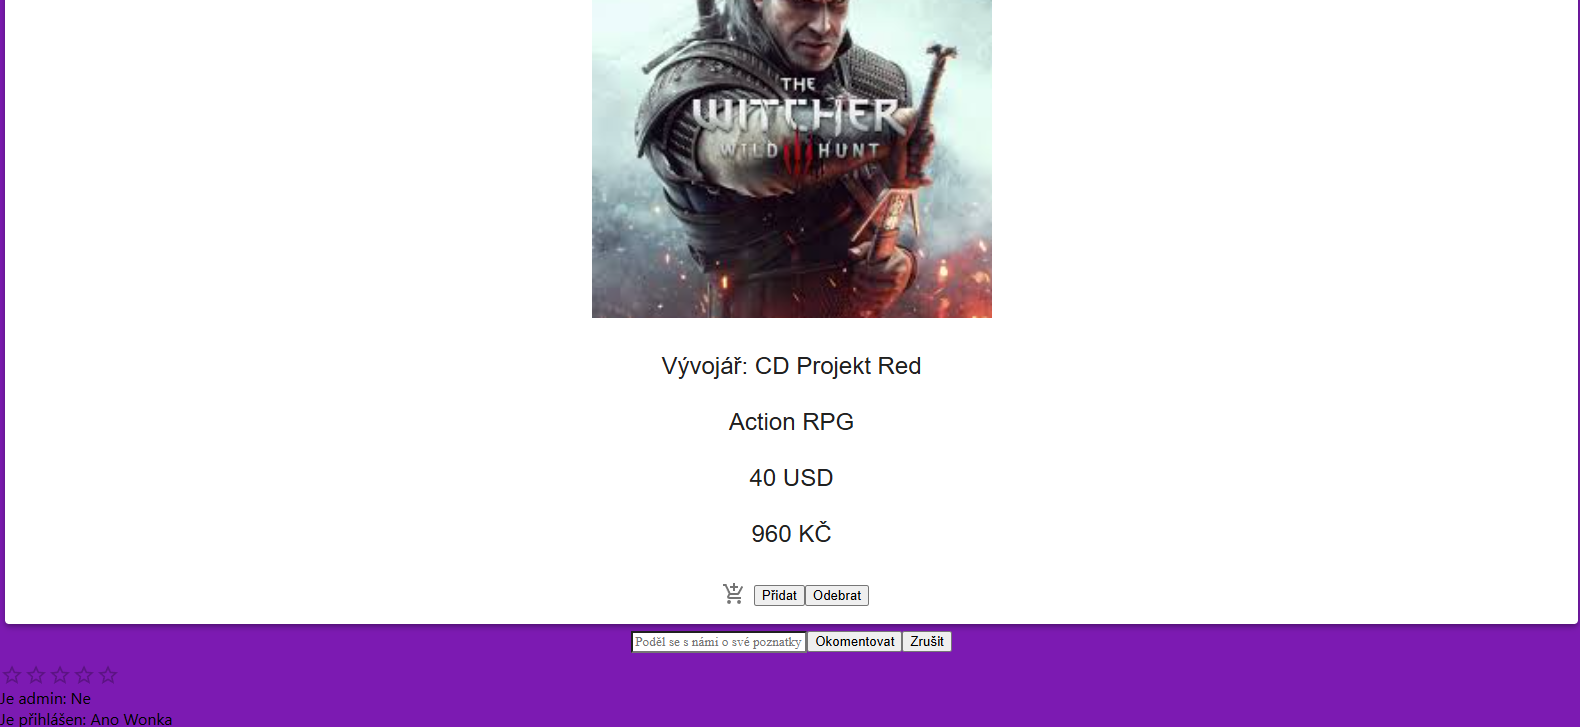 THE
WITCHER
WILD HUNT
Vývojář: CD Projekt Red
Action RPG
40 USD
960 KČ
Přidat Odebrat
Poděl se s námi o své poznatky Okomentovat Zrušit
Je admin: Ne
Je přihlášen: Ano Wonka